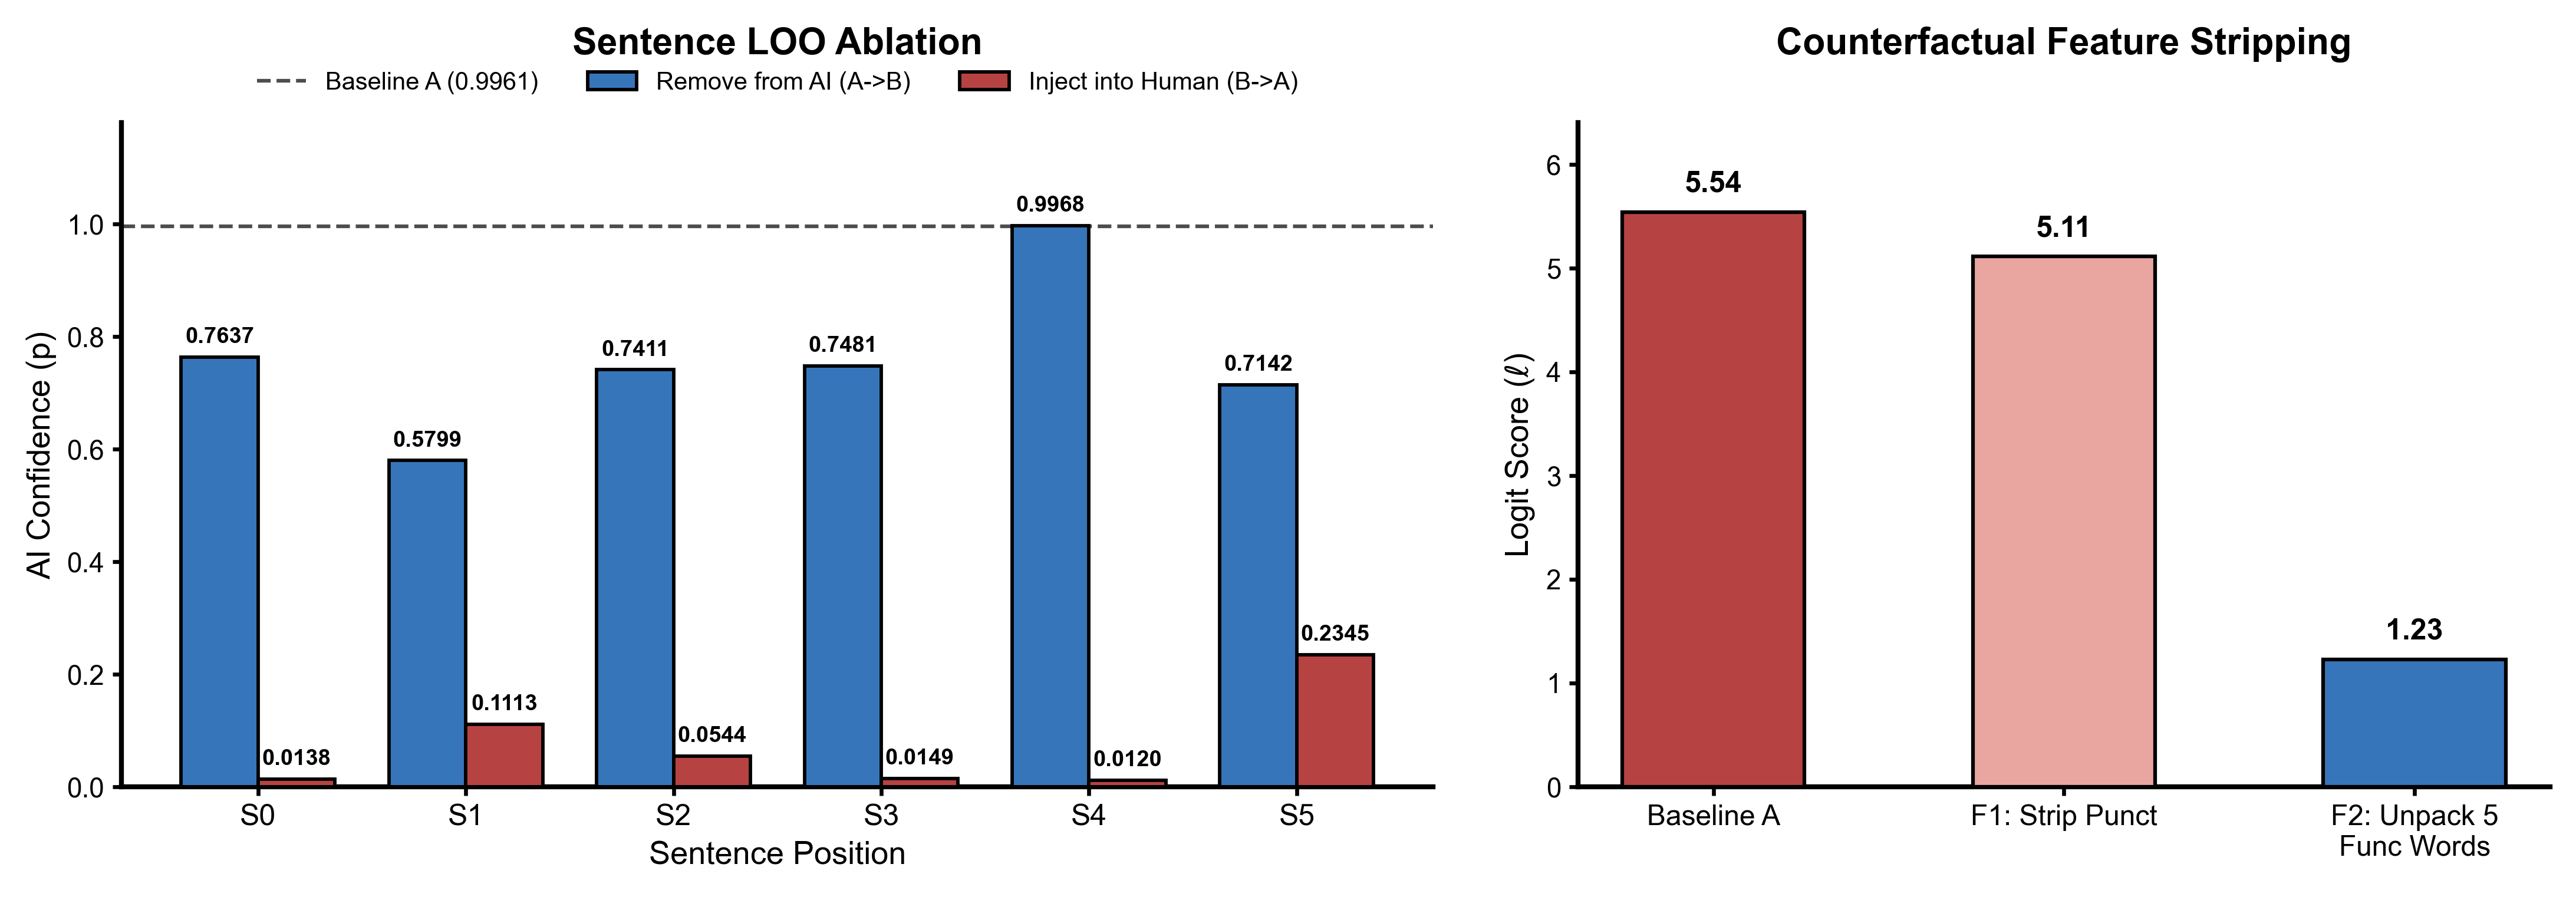 Sentence LOO Ablation
Baseline A (0.9961)
Remove from AI (A->B)
Inject into Human (B->A)
AI Confidence (p)
1.0
0.8
0.6
0.4
0.2
0.0
0.7637
0.0138
0.5799
0.1113
0.7411
0.0544
0.7481
0.0149
0.9968
0.0120
0.7142
0.2345
S0
S1
S2
S3
S4
S5
Sentence Position
Counterfactual Feature Stripping
Logit Score (ℓ)
6
5
4
3
2
1
0
5.54
5.11
1.23
Baseline A
F1: Strip Punct
F2: Unpack 5
Func Words